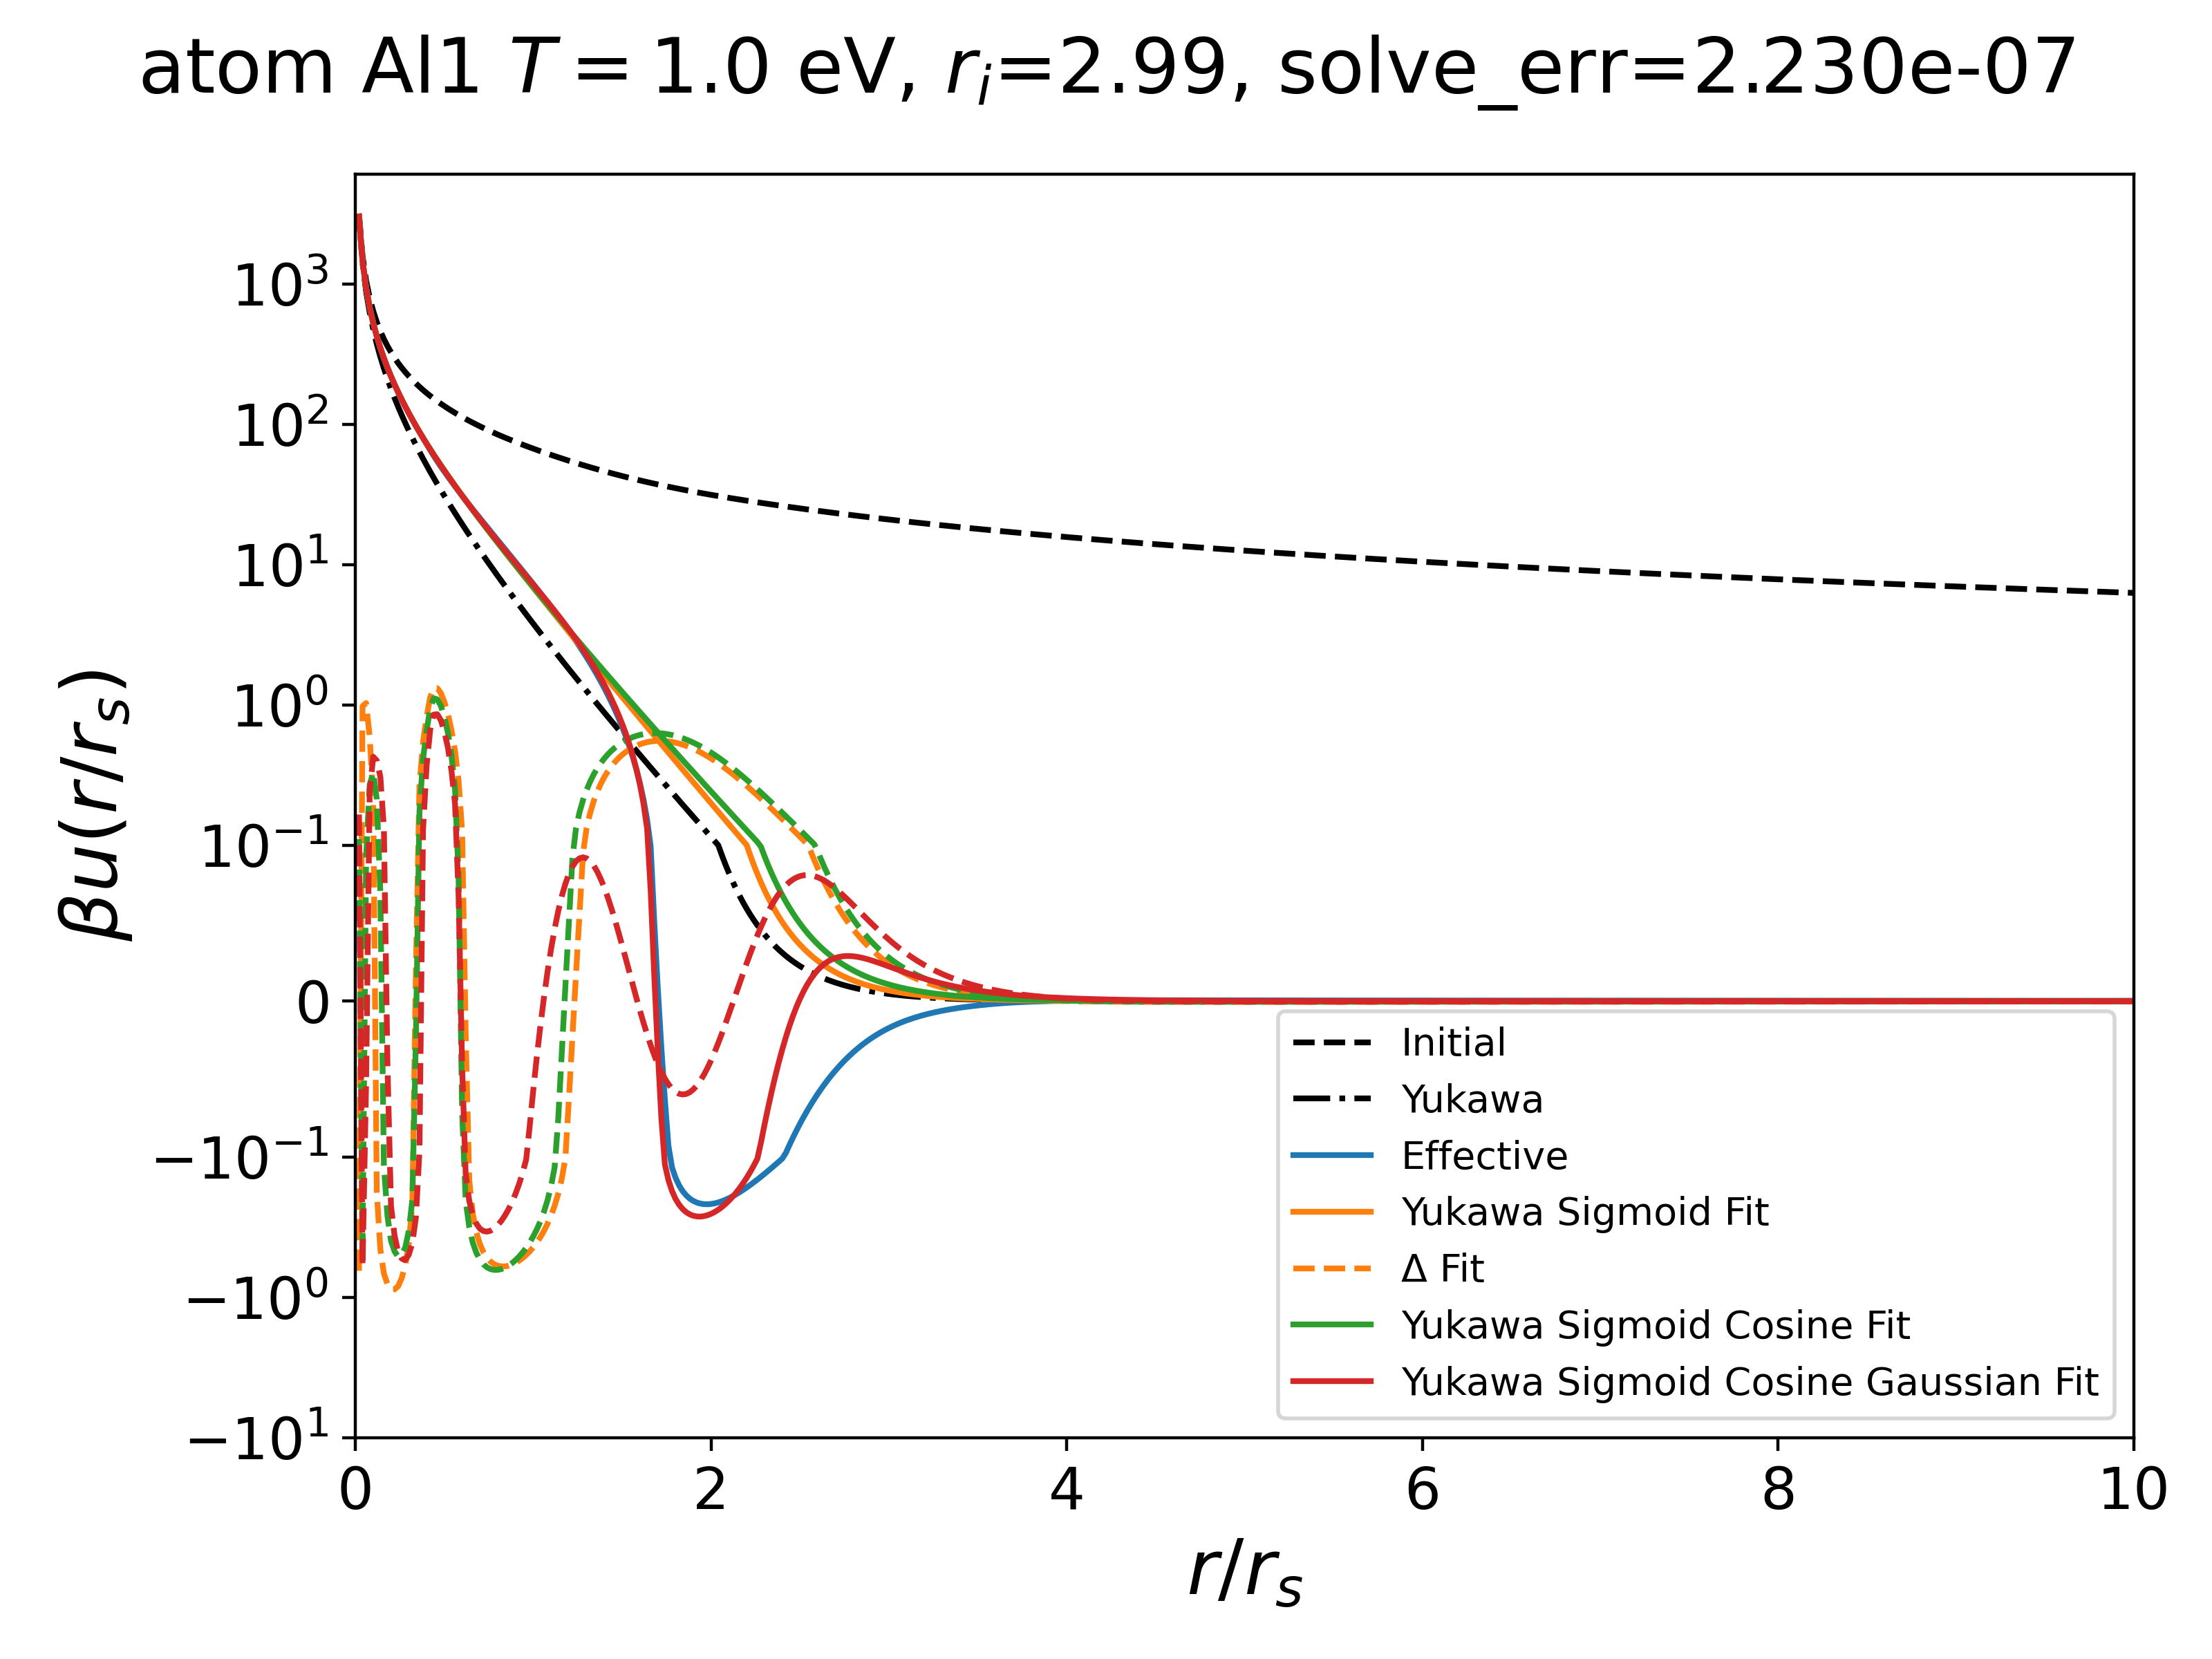 atom Al1 T = 1.0 eV, rᵢ=2.99, solve_err=2.230e-07
βu(r/rₛ)
10³
10²
10¹
10⁰
10⁻¹
0
−10⁻¹
−10⁰
−10¹
Initial
Yukawa
Effective
Yukawa Sigmoid Fit
Δ Fit
Yukawa Sigmoid Cosine Fit
Yukawa Sigmoid Cosine Gaussian Fit
0 2 4 6 8 10
r/rₛ